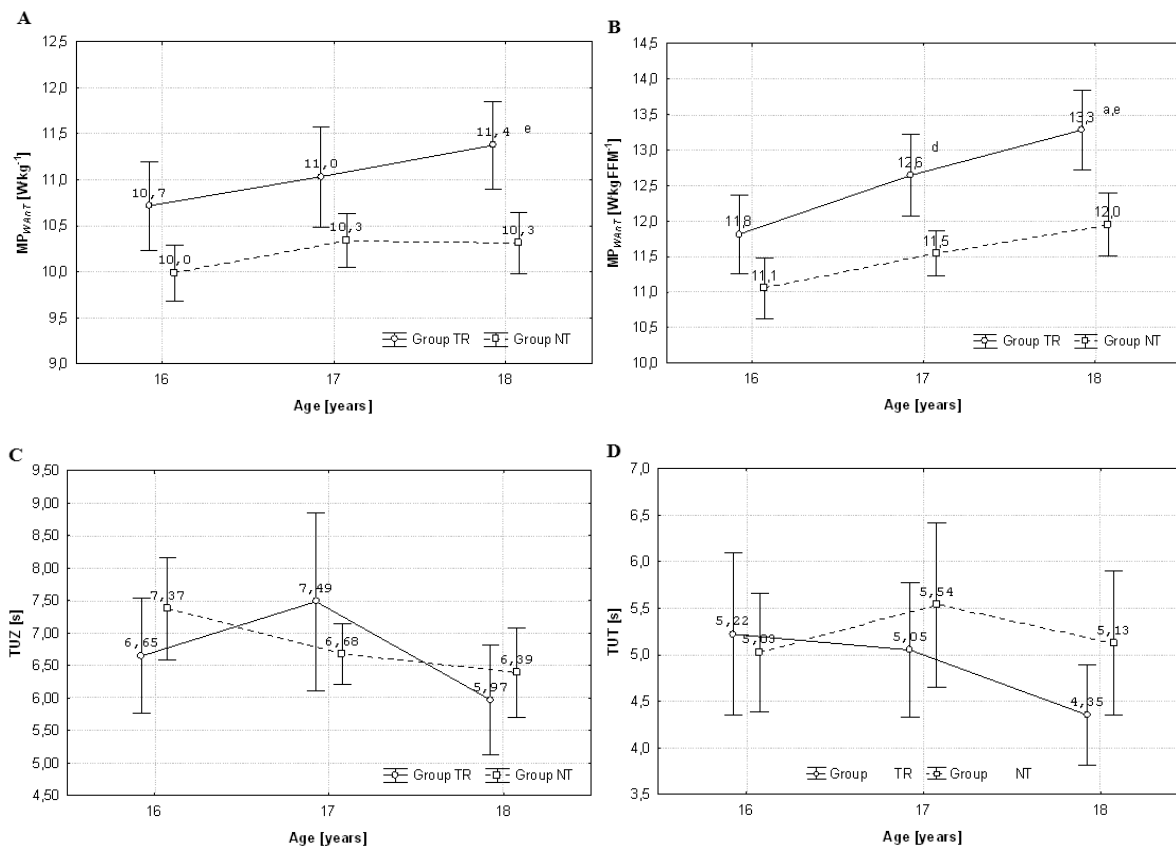 A
MP WAnT [Wkg-1]
12,5
12,0
11,5
11,0
10,5
10,0
9,5
9,0
10,7
11,0
11,4 e
10,0
10,3
10,3
Group TR Group NT
16 17 18
Age [years]
B
MP WAnT [WkgFFM-1]
14,5
14,0
13,5
13,0
12,5
12,0
11,5
11,0
10,5
10,0
11,8
12,6 d
13,3 a,e
11,1
11,5
12,0
Group TR Group NT
16 17 18
Age [years]
C
TUZ [s]
9,50
9,00
8,50
8,00
7,50
7,00
6,50
6,00
5,50
5,00
4,50
6,65
7,37
7,49
6,68
5,97
6,39
Group TR Group NT
16 17 18
Age [years]
D
TUT [s]
7,0
6,5
6,0
5,5
5,0
4,5
4,0
3,5
5,22
5,03
5,05
5,54
4,35
5,13
Group TR Group NT
16 17 18
Age [years]